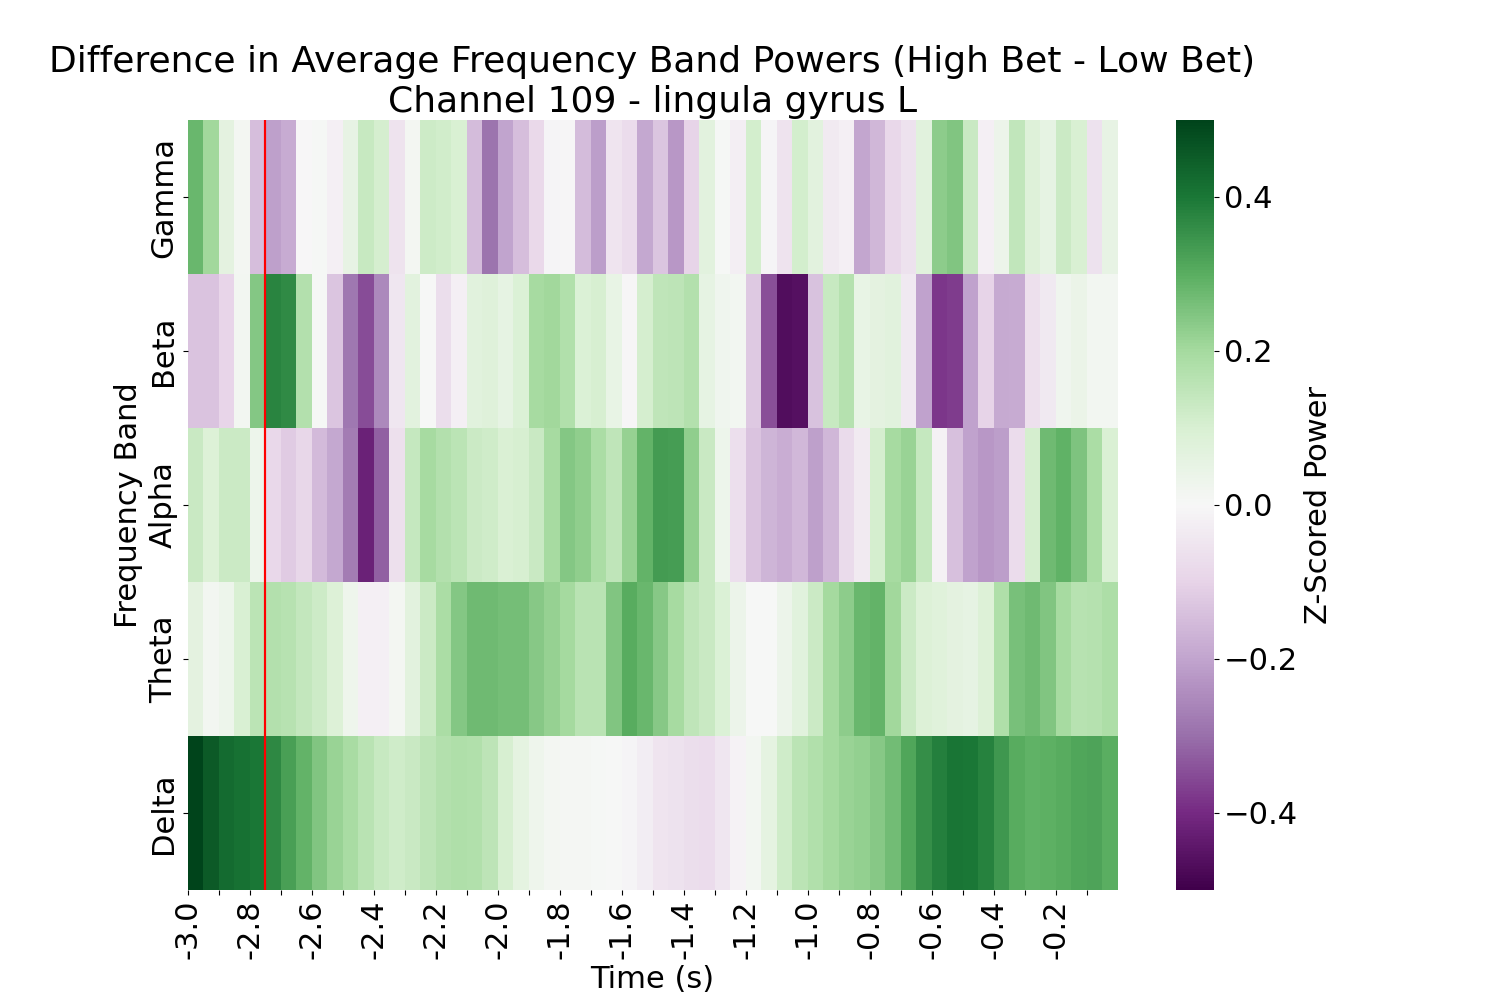 Difference in Average Frequency Band Powers (High Bet - Low Bet)
Channel 109 - lingula gyrus L
Frequency Band
Gamma
Beta
Alpha
Theta
Delta
-3.0
-2.8
-2.6
-2.4
-2.2
-2.0
-1.8
-1.6
-1.4
-1.2
-1.0
-0.8
-0.6
-0.4
-0.2
Time (s)
0.4
0.2
0.0
−0.2
−0.4
Z-Scored Power